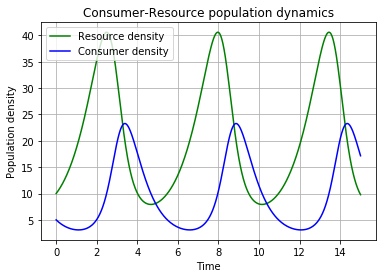 Consumer-Resource population dynamics
Resource density
Consumer density
Population density
40
35
30
25
20
15
10
5
0 2 4 6 8 10 12 14
Time